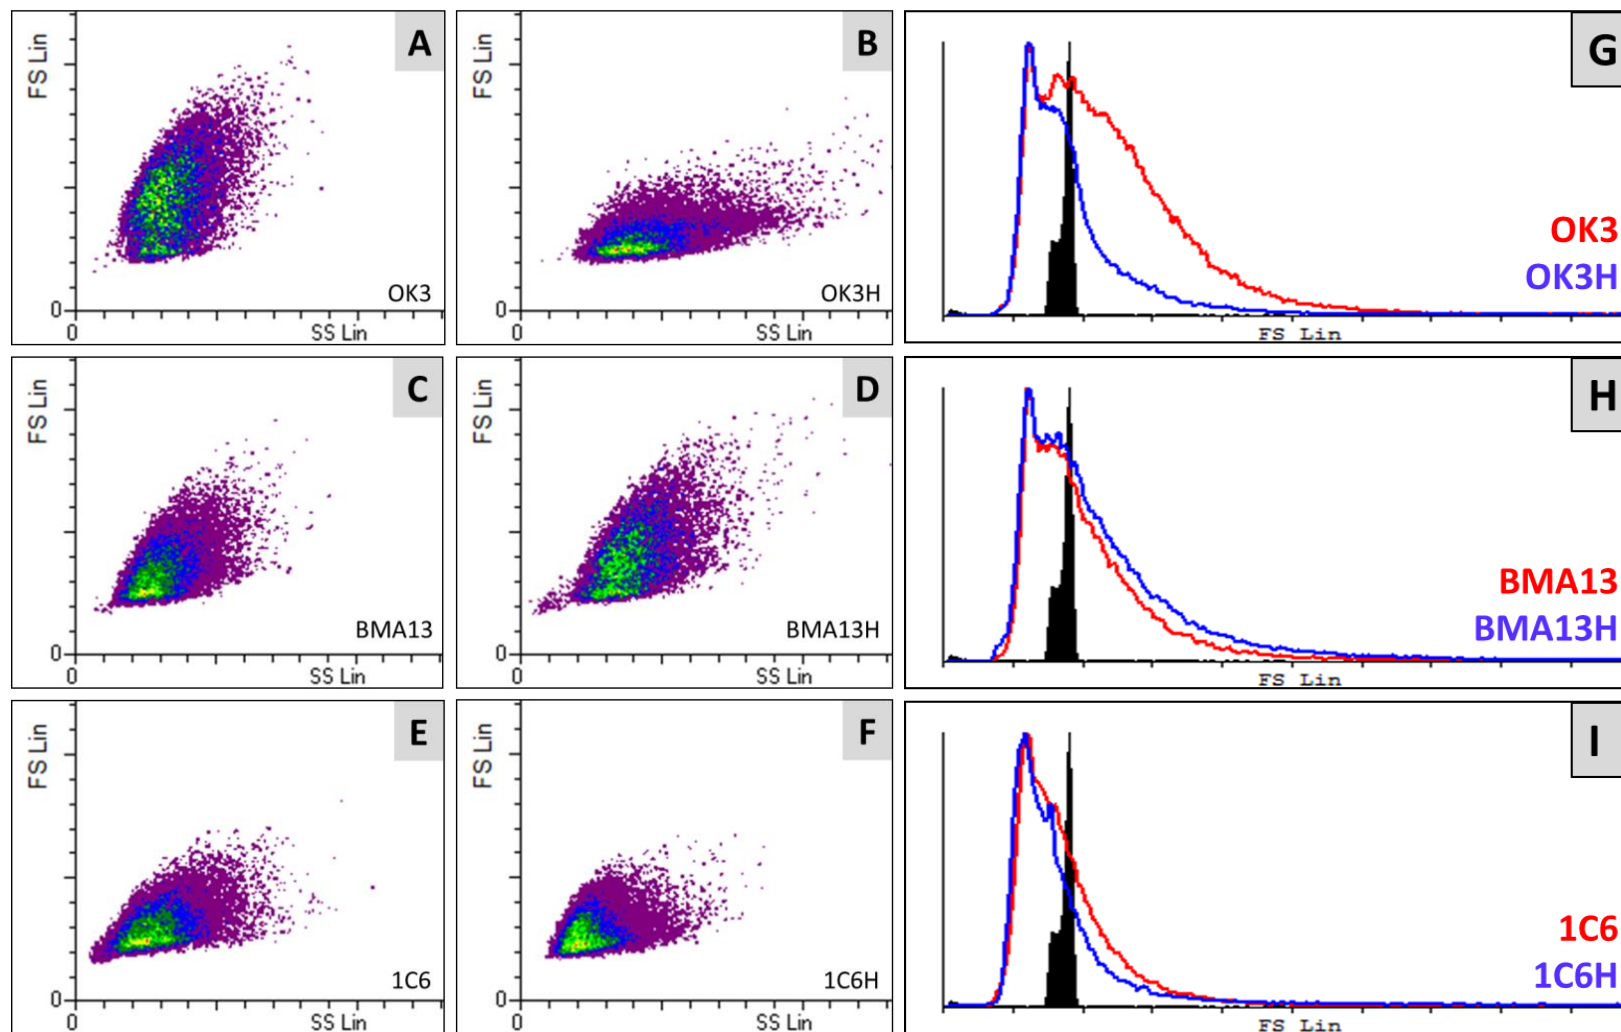 A
FS Lin
0
0
SS Lin
OK3
B
FS Lin
0
0
SS Lin
OK3H
G
OK3
OK3H
FS Lin
C
FS Lin
0
0
SS Lin
BMA13
D
FS Lin
0
0
SS Lin
BMA13H
H
BMA13
BMA13H
FS Lin
E
FS Lin
0
0
SS Lin
1C6
F
FS Lin
0
0
SS Lin
1C6H
I
1C6
1C6H
FS Lin